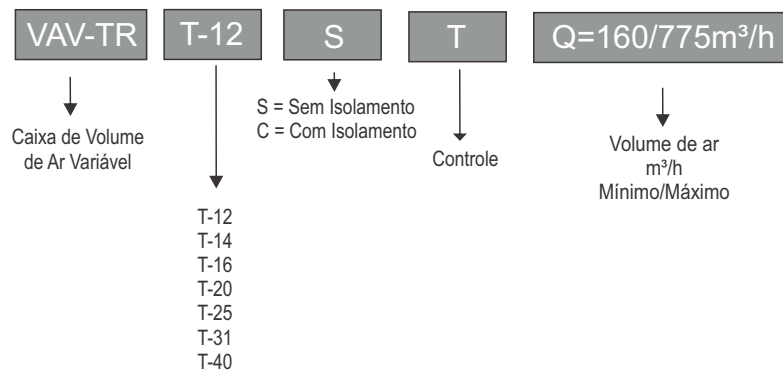 VAV-TR T-12 S T Q=160/775m³/h
Caixa de Volume
de Ar Variável
S = Sem Isolamento
C = Com Isolamento
Controle
Volume de ar
m³/h
Mínimo/Máximo
T-12
T-14
T-16
T-20
T-25
T-31
T-40